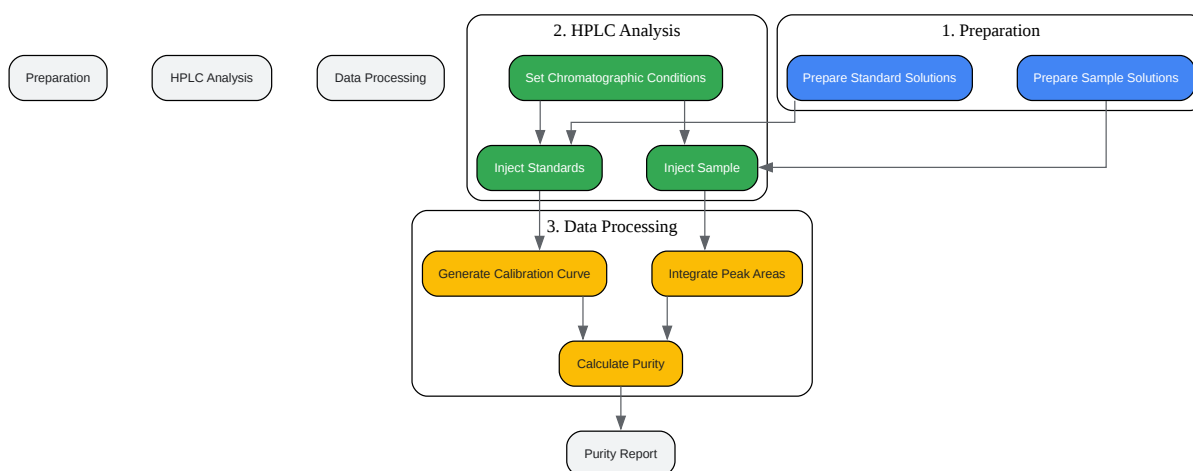 2. HPLC Analysis
1. Preparation
Preparation
HPLC Analysis
Data Processing
Set Chromatographic Conditions
Prepare Standard Solutions
Prepare Sample Solutions
Inject Standards
Inject Sample
3. Data Processing
Generate Calibration Curve
Integrate Peak Areas
Calculate Purity
Purity Report